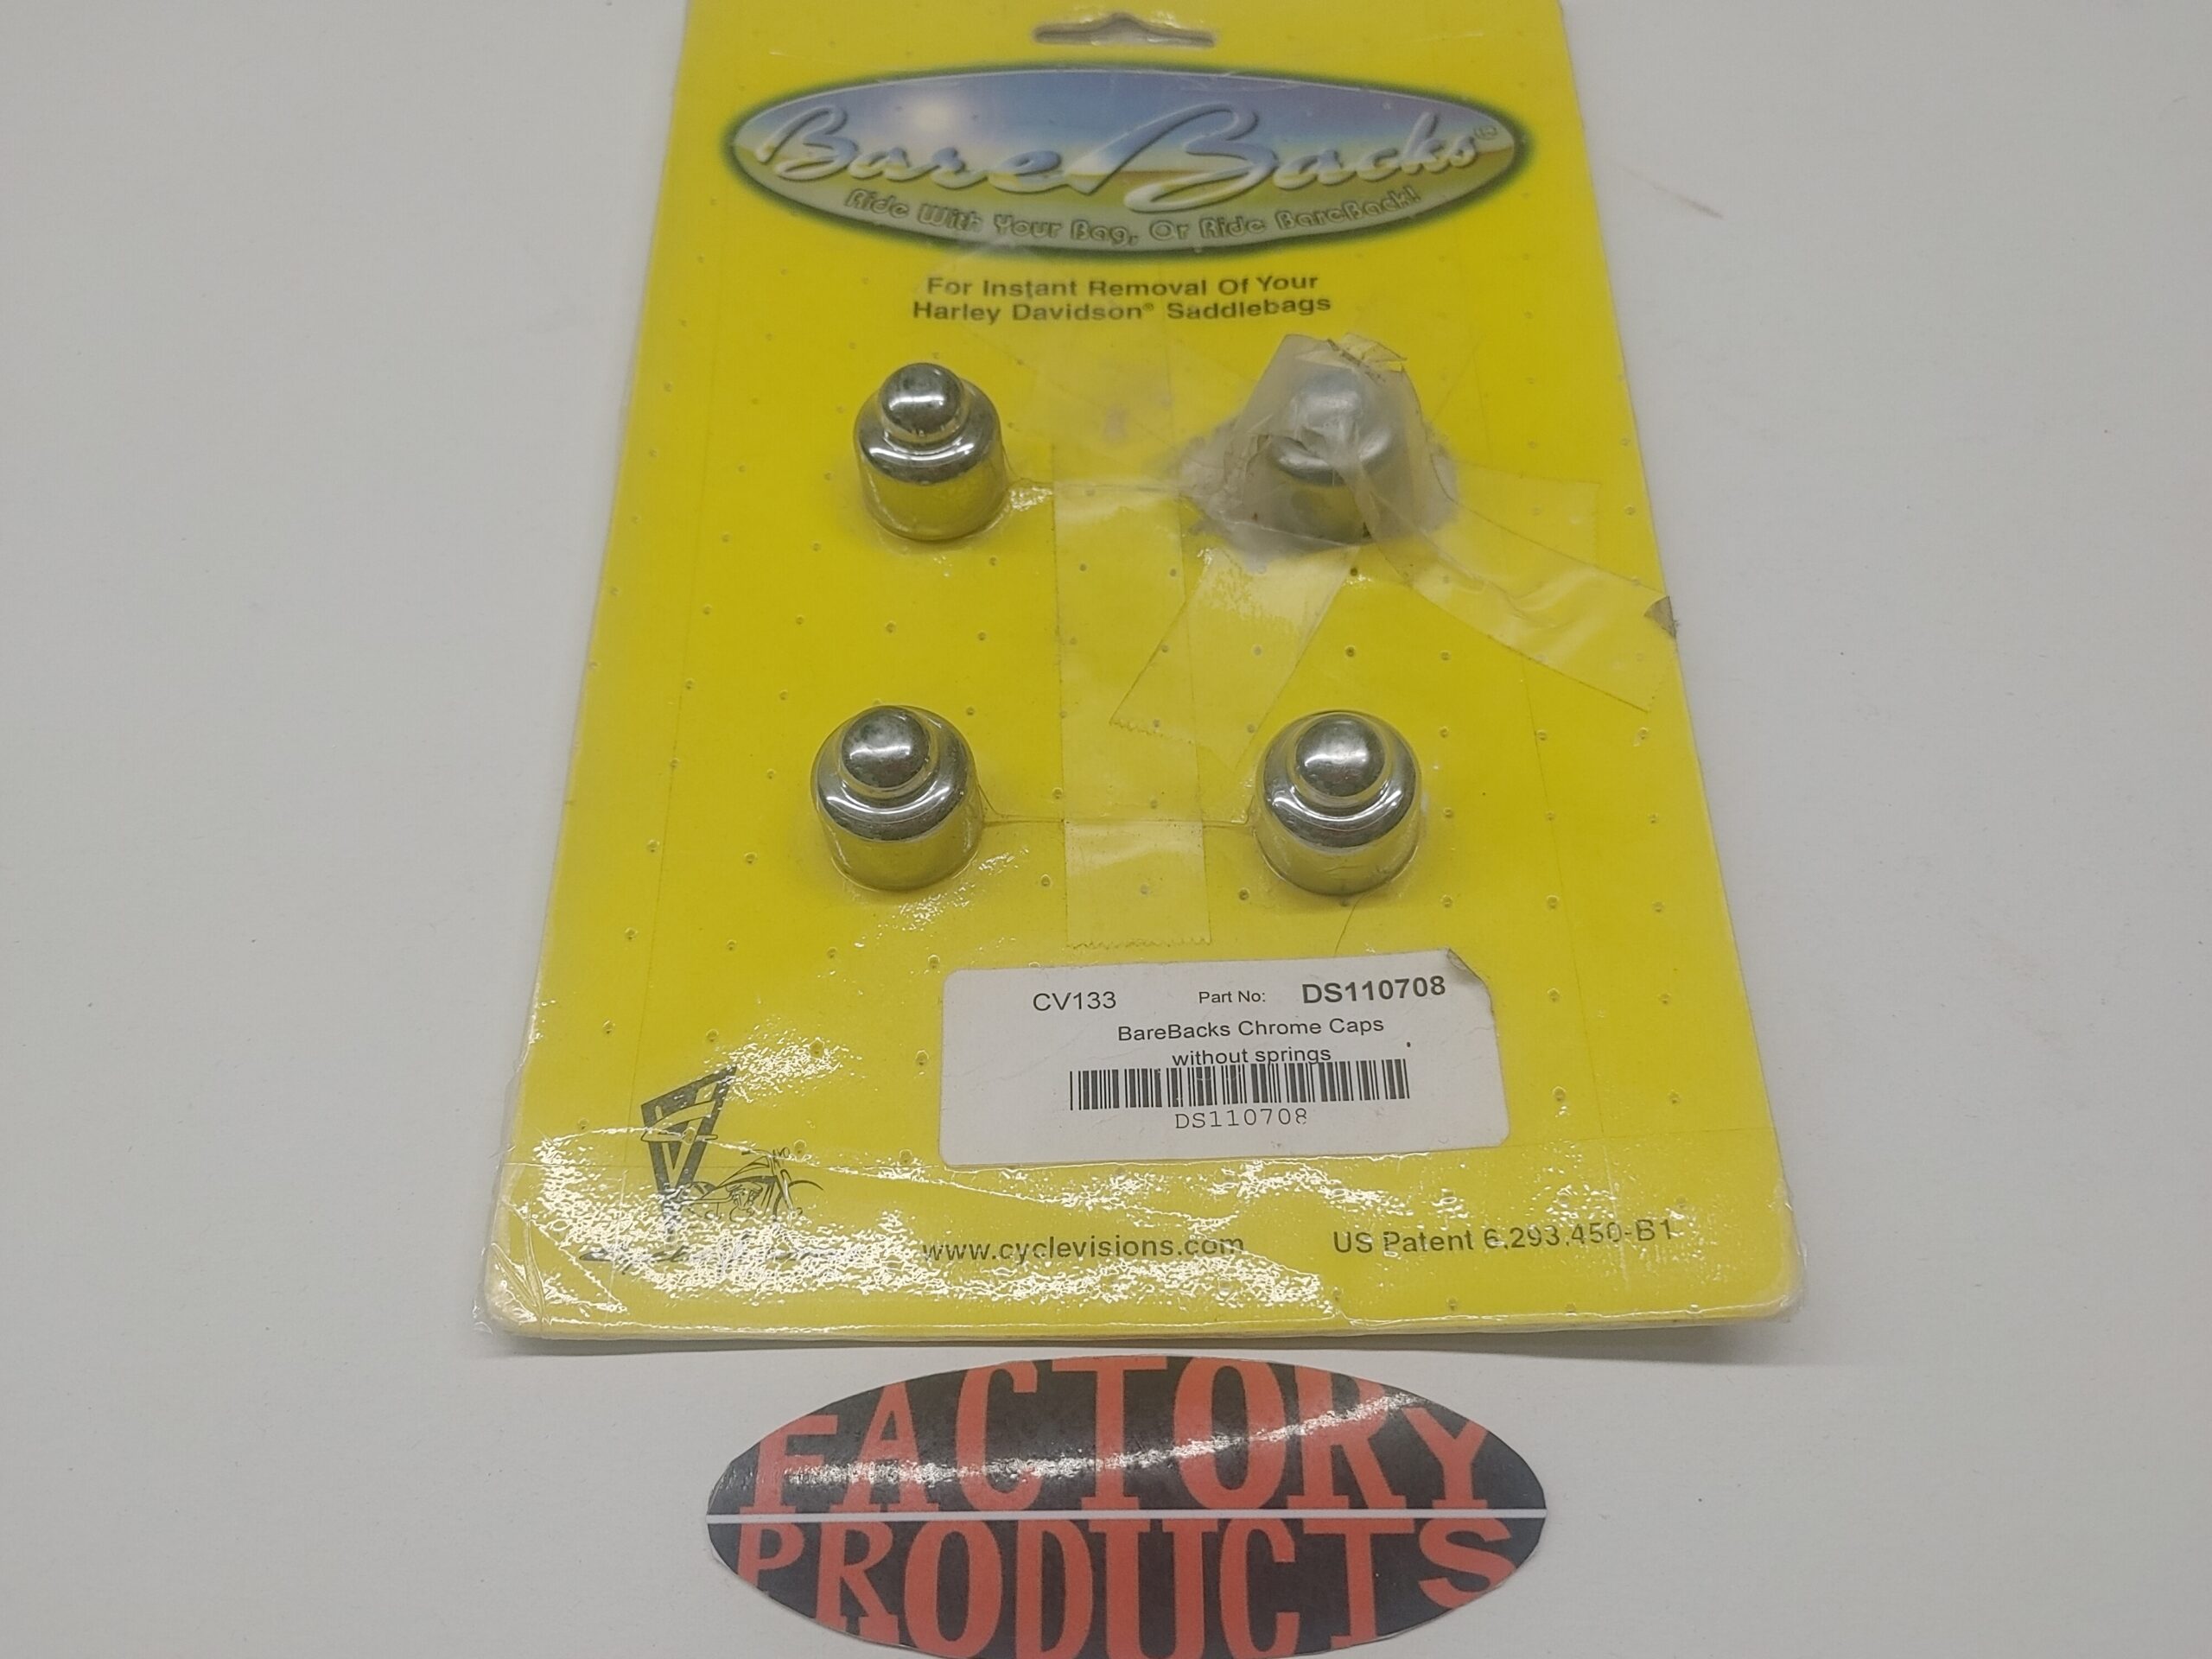 BareBacks®
Ride With Your Bag, Or Ride BareBack!
For Instant Removal Of Your
Harley Davidson® Saddlebags
CV133 Part No: DS110708
BareBacks Chrome Caps
without springs
DS110708
www.cyclevisions.com US Patent 6,293,450-B1
FACTORY
PRODUCTS